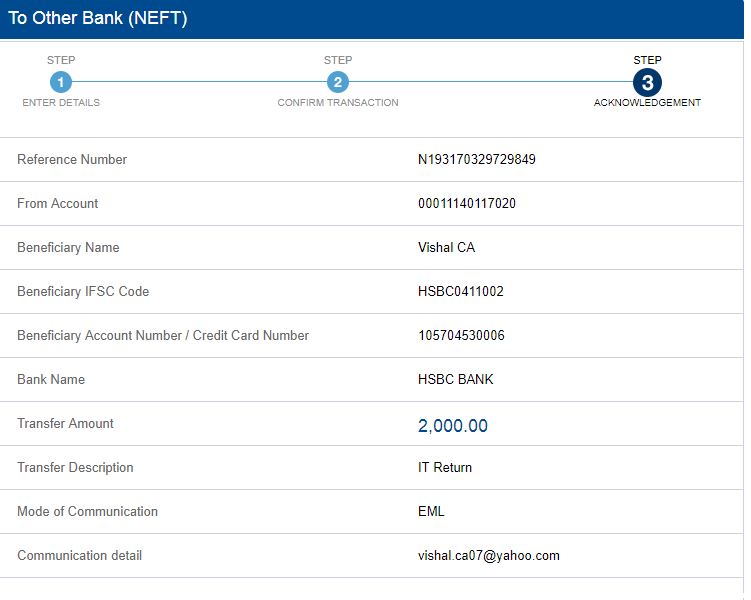 To Other Bank (NEFT)
STEP STEP STEP
1 2 3
ENTER DETAILS CONFIRM TRANSACTION ACKNOWLEDGEMENT
Reference Number N193170329729849
From Account 00011140117020
Beneficiary Name Vishal CA
Beneficiary IFSC Code HSBC0411002
Beneficiary Account Number / Credit Card Number 105704530006
Bank Name HSBC BANK
Transfer Amount 2,000.00
Transfer Description IT Return
Mode of Communication EML
Communication detail vishal.ca07@yahoo.com